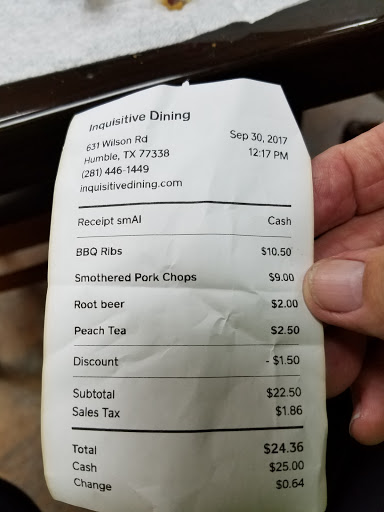 Inquisitive Dining
631 Wilson Rd
Humble, TX 77338
(281) 446-1449
inquisitivedining.com
Sep 30, 2017
12:17 PM
Receipt smAI Cash
BBQ Ribs $10.50
Smothered Pork Chops $9.00
Root beer $2.00
Peach Tea $2.50
Discount - $1.50
Subtotal $22.50
Sales Tax $1.86
Total $24.36
Cash $25.00
Change $0.64